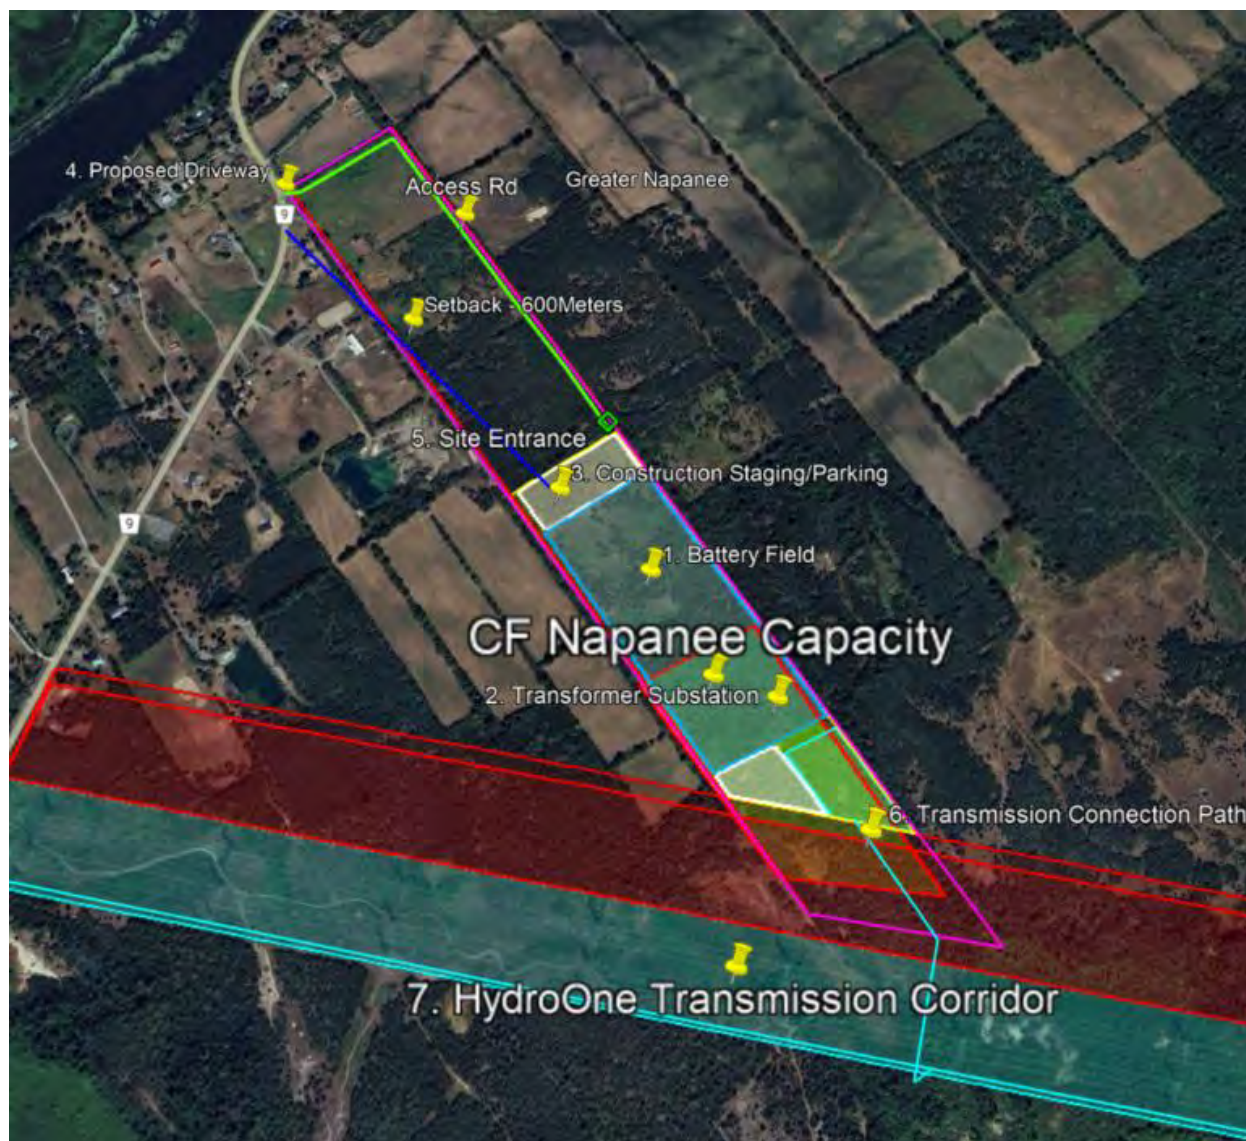 4. Proposed Driveway
Access Rd
Greater Napanee
9
Setback - 600Meters
5. Site Entrance
3. Construction Staging/Parking
9
1. Battery Field
CF Napanee Capacity
2. Transformer Substation
6. Transmission Connection Path
7. HydroOne Transmission Corridor